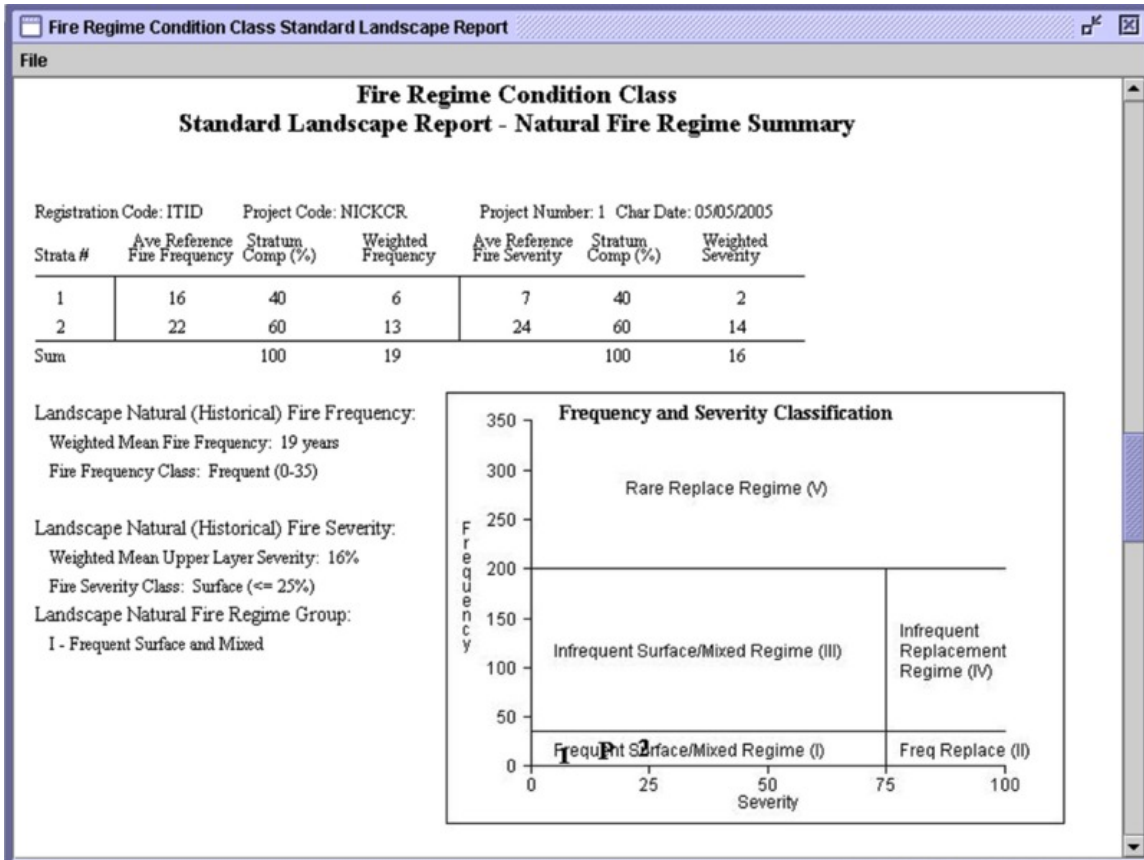 Fire Regime Condition Class Standard Landscape Report
File
Fire Regime Condition Class
Standard Landscape Report - Natural Fire Regime Summary
Registration Code: ITID Project Code: NICKCR Project Number: 1 Char Date: 05/05/2005
Strata # Ave Reference Fire Frequency Stratum Comp (%) Weighted Frequency Ave Reference Fire Severity Stratum Comp (%) Weighted Severity
1 16 40 6 7 40 2
2 22 60 13 24 60 14
Sum 100 19 100 16
Landscape Natural (Historical) Fire Frequency:
Weighted Mean Fire Frequency: 19 years
Fire Frequency Class: Frequent (0-35)
Landscape Natural (Historical) Fire Severity:
Weighted Mean Upper Layer Severity: 16%
Fire Severity Class: Surface (<= 25%)
Landscape Natural Fire Regime Group:
I - Frequent Surface and Mixed
Frequency and Severity Classification
Frequency
350
300
250
200
150
100
50
0
Rare Replace Regime (V)
Infrequent Surface/Mixed Regime (III)
Infrequent
Replacement
Regime (IV)
Frequent Surface/Mixed Regime (I)
Freq Replace (II)
1 P 2
0 25 50 75 100
Severity